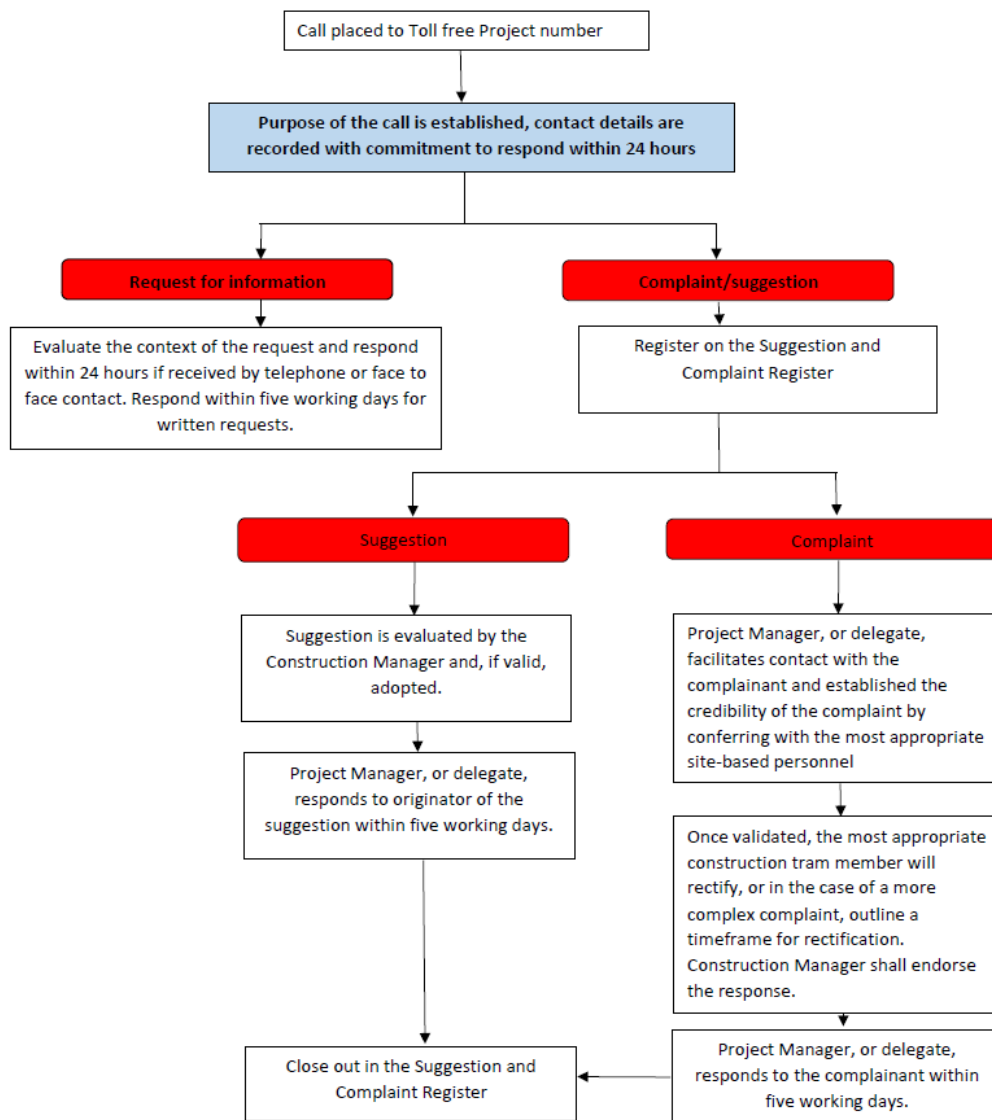 Call placed to Toll free Project number
Purpose of the call is established, contact details are
recorded with commitment to respond within 24 hours
Request for information
Complaint/suggestion
Evaluate the context of the request and respond
within 24 hours if received by telephone or face to
face contact. Respond within five working days for
written requests.
Register on the Suggestion and
Complaint Register
Suggestion
Complaint
Suggestion is evaluated by the
Construction Manager and, if valid,
adopted.
Project Manager, or delegate,
facilitates contact with the
complainant and established the
credibility of the complaint by
conferring with the most appropriate
site-based personnel
Project Manager, or delegate,
responds to originator of the
suggestion within five working days.
Once validated, the most appropriate
construction tram member will
rectify, or in the case of a more
complex complaint, outline a
timeframe for rectification.
Construction Manager shall endorse
the response.
Close out in the Suggestion and
Complaint Register
Project Manager, or delegate,
responds to the complainant within
five working days.